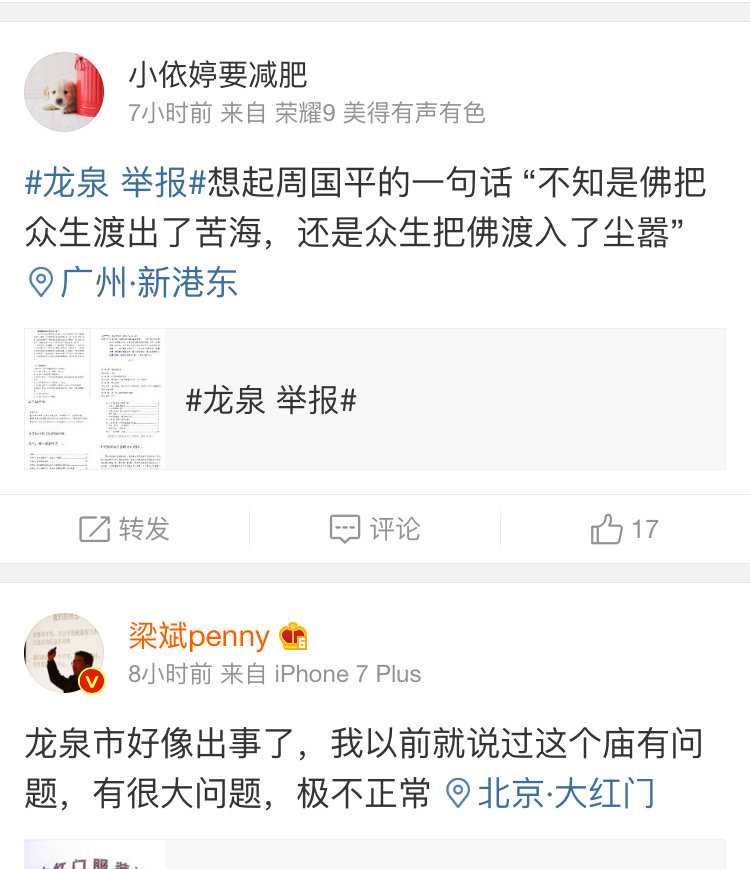 小依婷要减肥
7小时前 来自 荣耀9 美得有声有色
#龙泉 举报#想起周国平的一句话 “不知是佛把
众生渡出了苦海，还是众生把佛渡入了尘嚣”
广州·新港东
#龙泉 举报#
转发 评论 17
梁斌penny
8小时前 来自 iPhone 7 Plus
龙泉市好像出事了，我以前就说过这个庙有问
题，有很大问题，极不正常 北京·大红门